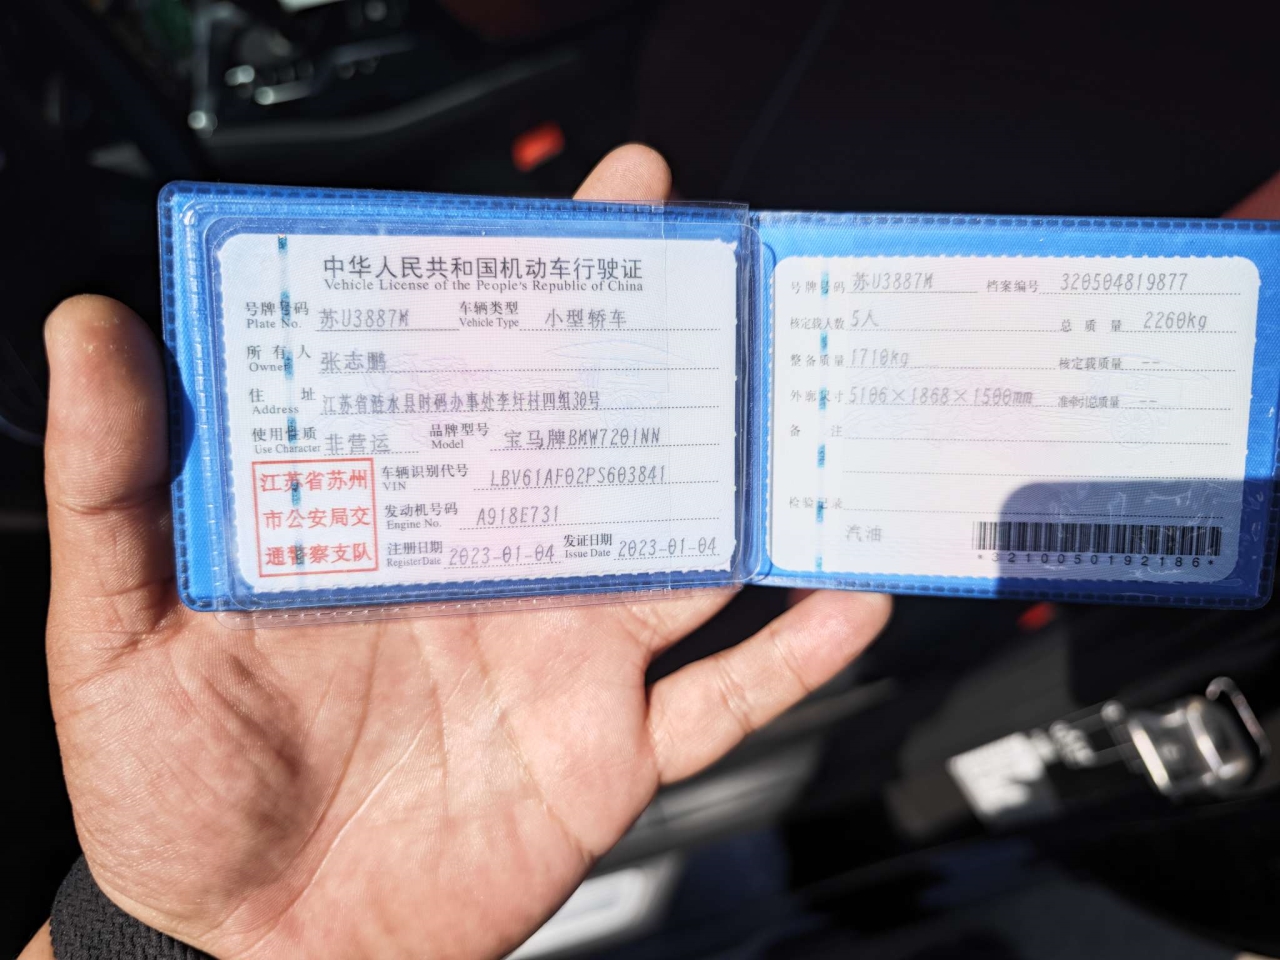 中华人民共和国机动车行驶证
Vehicle License of the People's Republic of China
号牌号码 Plate No. 苏U3887M 车辆类型 Vehicle Type 小型轿车
所有人 Owner 张志鹏
住址 Address 江苏省涟水县时码办事处李圩村四组30号
使用性质 Use Character 非营运 品牌型号 Model 宝马牌BMW7201NN
江苏省苏州
市公安局交
通警察支队
车辆识别代号 VIN LBV61AF02PS603841
发动机号码 Engine No. A918E731
注册日期 Register Date 2023-01-04 发证日期 Issue Date 2023-01-04
号牌号码 苏U3887M 档案编号 320504819877
核定载人数 5人 总质量 2260kg
整备质量 1710kg 核定载质量 --
外廓尺寸 5106×1868×1500mm 准牵引总质量 --
备注
检验记录
汽油
*3210050192186*